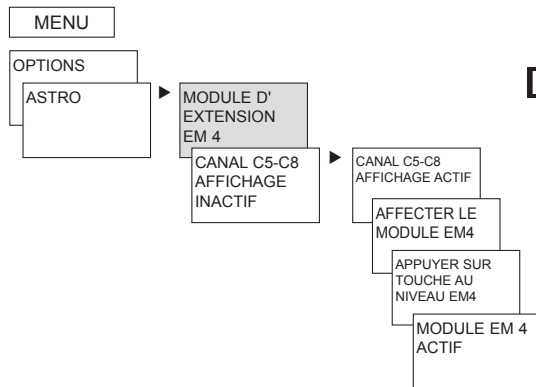 MENU
OPTIONS
ASTRO
MODULE D'
EXTENSION
EM 4
CANAL C5-C8
AFFICHAGE
INACTIF
CANAL C5-C8
AFFICHAGE ACTIF
AFFECTER LE
MODULE EM4
APPUYER SUR
TOUCHE AU
NIVEAU EM4
MODULE EM 4
ACTIF